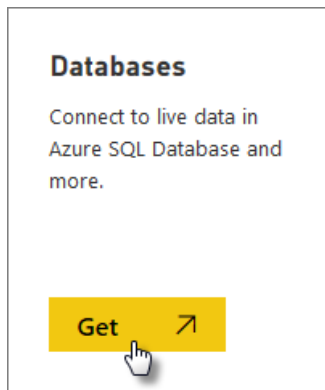 Databases
Connect to live data in
Azure SQL Database and
more.
Get